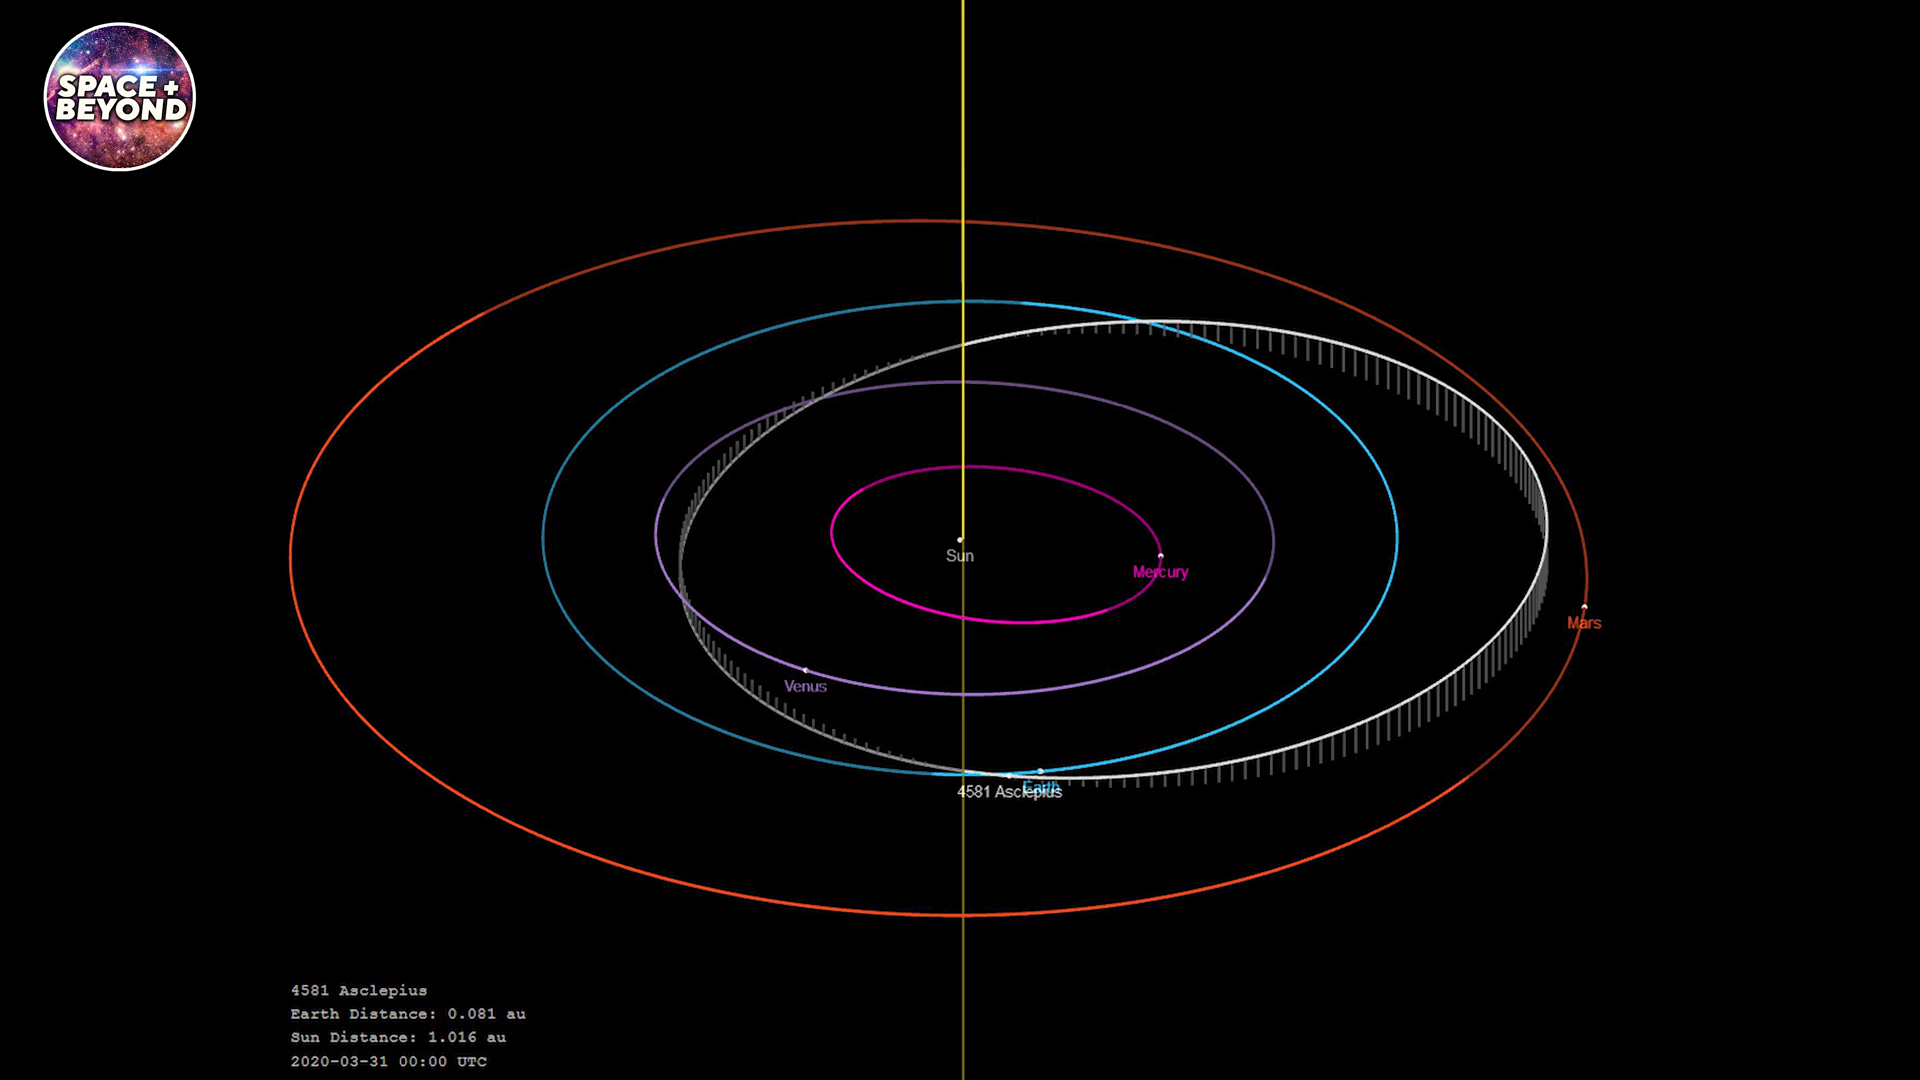 SPACE +
BEYOND
Sun
Mercury
Mars
Venus
Earth
4581 Asclepius
4581 Asclepius
Earth Distance: 0.081 au
Sun Distance: 1.016 au
2020-03-31 00:00 UTC